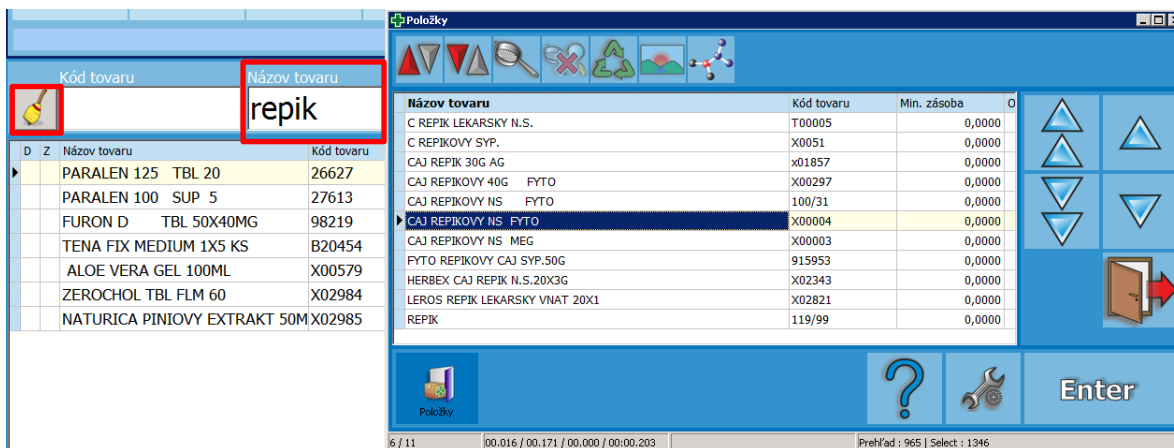 Kód tovaru Názov tovaru
repik
D Z Názov tovaru Kód tovaru
PARALEN 125 TBL 20 26627
PARALEN 100 SUP 5 27613
FURON D TBL 50X40MG 98219
TENA FIX MEDIUM 1X5 KS B20454
ALOE VERA GEL 100ML X00579
ZEROCHOL TBL FLM 60 X02984
NATURICA PINIOVY EXTRAKT 50M X02985
Položky
Názov tovaru Kód tovaru Min. zásoba O
C REPIK LEKARSKY N.S. T00005 0,0000
C REPIKOVY SYP. X0051 0,0000
CAJ REPIK 30G AG x01857 0,0000
CAJ REPIKOVY 40G FYTO X00297 0,0000
CAJ REPIKOVY NS FYTO 100/31 0,0000
CAJ REPIKOVY NS FYTO X00004 0,0000
CAJ REPIKOVY NS MEG X00003 0,0000
FYTO REPIKOVY CAJ SYP.50G 915953 0,0000
HERBEX CAJ REPIK N.S.20X3G X02343 0,0000
LEROS REPIK LEKARSKY VNAT 20X1 X02821 0,0000
REPIK 119/99 0,0000
Položky
Enter
6 / 11 00.016 / 00.171 / 00.000 / 00:00.203 Prehľad : 965 | Select : 1346